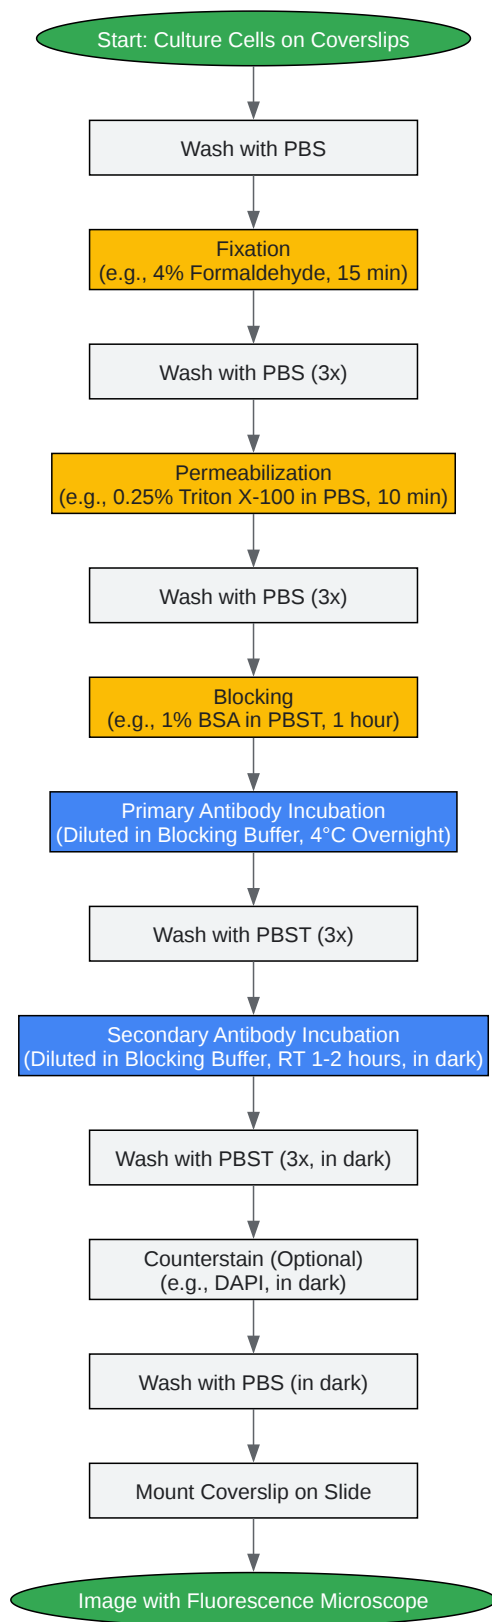 Start: Culture Cells on Coverslips
Wash with PBS
Fixation
(e.g., 4% Formaldehyde, 15 min)
Wash with PBS (3x)
Permeabilization
(e.g., 0.25% Triton X-100 in PBS, 10 min)
Wash with PBS (3x)
Blocking
(e.g., 1% BSA in PBST, 1 hour)
Primary Antibody Incubation
(Diluted in Blocking Buffer, 4°C Overnight)
Wash with PBST (3x)
Secondary Antibody Incubation
(Diluted in Blocking Buffer, RT 1-2 hours, in dark)
Wash with PBST (3x, in dark)
Counterstain (Optional)
(e.g., DAPI, in dark)
Wash with PBS (in dark)
Mount Coverslip on Slide
Image with Fluorescence Microscope